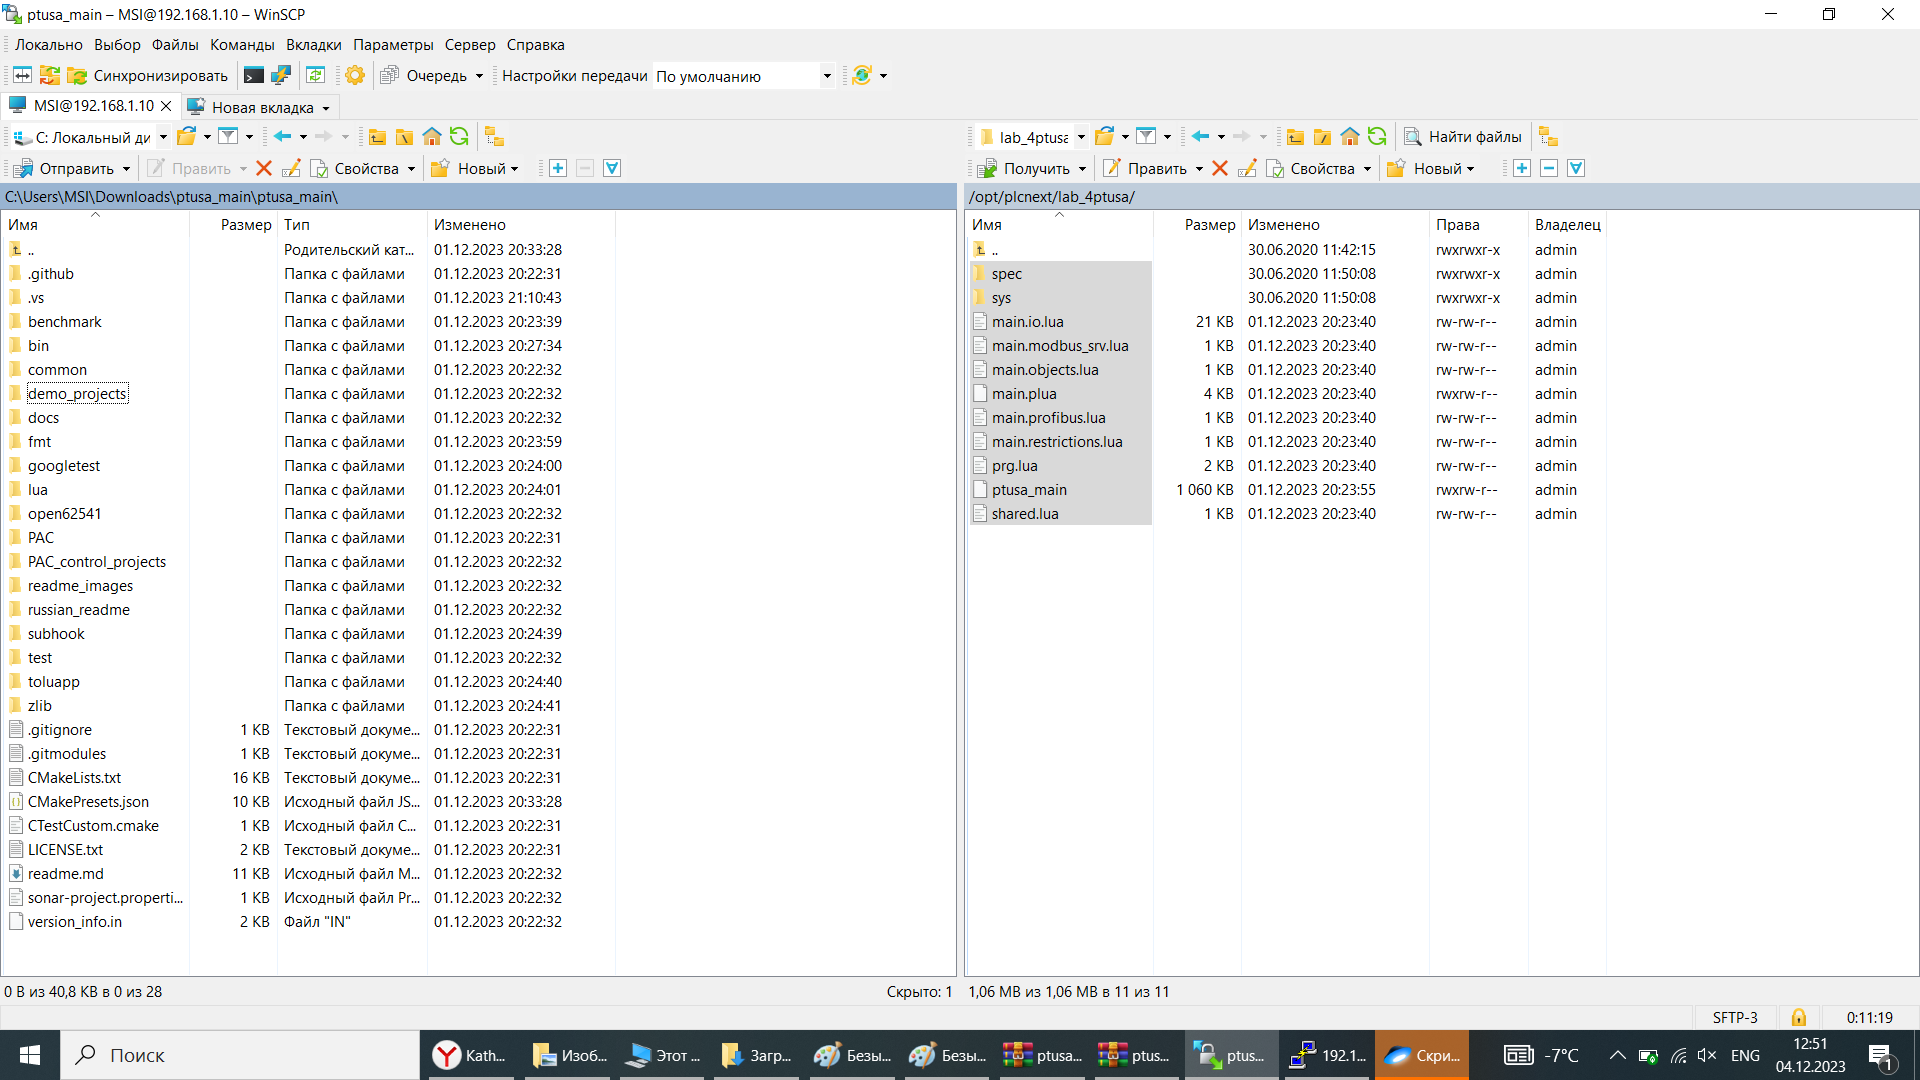 ptusa_main – MSI@192.168.1.10 – WinSCP
Локально Выбор Файлы Команды Вкладки Параметры Сервер Справка
Синхронизировать Очередь Настройки передачи По умолчанию
MSI@192.168.1.10 Новая вкладка
C: Локальный ди
Отправить Править Свойства Новый
C:\Users\MSI\Downloads\ptusa_main\ptusa_main\
Имя Размер Тип Изменено
.. Родительский кат... 01.12.2023 20:33:28
.github Папка с файлами 01.12.2023 20:22:31
.vs Папка с файлами 01.12.2023 21:10:43
benchmark Папка с файлами 01.12.2023 20:23:39
bin Папка с файлами 01.12.2023 20:27:34
common Папка с файлами 01.12.2023 20:22:32
demo_projects Папка с файлами 01.12.2023 20:22:32
docs Папка с файлами 01.12.2023 20:22:32
fmt Папка с файлами 01.12.2023 20:23:59
googletest Папка с файлами 01.12.2023 20:24:00
lua Папка с файлами 01.12.2023 20:24:01
open62541 Папка с файлами 01.12.2023 20:22:32
PAC Папка с файлами 01.12.2023 20:22:31
PAC_control_projects Папка с файлами 01.12.2023 20:22:32
readme_images Папка с файлами 01.12.2023 20:22:32
russian_readme Папка с файлами 01.12.2023 20:22:32
subhook Папка с файлами 01.12.2023 20:24:39
test Папка с файлами 01.12.2023 20:22:32
toluapp Папка с файлами 01.12.2023 20:24:40
zlib Папка с файлами 01.12.2023 20:24:41
.gitignore 1 KB Текстовый докуме... 01.12.2023 20:22:31
.gitmodules 1 KB Текстовый докуме... 01.12.2023 20:22:31
CMakeLists.txt 16 KB Текстовый докуме... 01.12.2023 20:22:31
CMakePresets.json 10 KB Исходный файл JS... 01.12.2023 20:33:28
CTestCustom.cmake 1 KB Исходный файл C... 01.12.2023 20:22:31
LICENSE.txt 2 KB Текстовый докуме... 01.12.2023 20:22:31
readme.md 11 KB Исходный файл M... 01.12.2023 20:22:32
sonar-project.properti... 1 KB Исходный файл Pr... 01.12.2023 20:22:32
version_info.in 2 KB Файл "IN" 01.12.2023 20:22:32
0 B из 40,8 KB в 0 из 28 Скрыто: 1
lab_4ptusa Найти файлы
Получить Править Свойства Новый
/opt/plcnext/lab_4ptusa/
Имя Размер Изменено Права Владелец
.. 30.06.2020 11:42:15 rwxrwxr-x admin
spec 30.06.2020 11:50:08 rwxrwxr-x admin
sys 30.06.2020 11:50:08 rwxrwxr-x admin
main.io.lua 21 KB 01.12.2023 20:23:40 rw-rw-r-- admin
main.modbus_srv.lua 1 KB 01.12.2023 20:23:40 rw-rw-r-- admin
main.objects.lua 1 KB 01.12.2023 20:23:40 rw-rw-r-- admin
main.plua 4 KB 01.12.2023 20:23:40 rwxrw-r-- admin
main.profibus.lua 1 KB 01.12.2023 20:23:40 rw-rw-r-- admin
main.restrictions.lua 1 KB 01.12.2023 20:23:40 rw-rw-r-- admin
prg.lua 2 KB 01.12.2023 20:23:40 rw-rw-r-- admin
ptusa_main 1 060 KB 01.12.2023 20:23:55 rwxrw-r-- admin
shared.lua 1 KB 01.12.2023 20:23:40 rw-rw-r-- admin
1,06 MB из 1,06 MB в 11 из 11
SFTP-3 0:11:19
Поиск Kath... Изоб... Этот ... Загр... Безы... Безы... ptusa... ptus... ptus... 192.1... Скри... -7°C ENG 12:51
04.12.2023 1